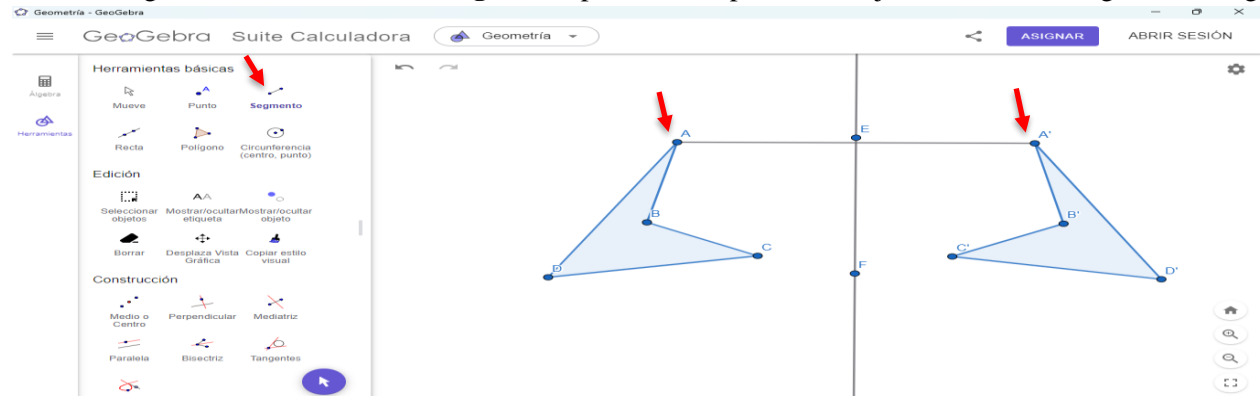 Geometría - GeoGebra
GeoGebra Suite Calculadora
Geometría
ASIGNAR
ABRIR SESIÓN
Álgebra
Herramientas
Herramientas básicas
Mueve
Punto
Segmento
Recta
Polígono
Circunferencia
(centro, punto)
Edición
Seleccionar
objetos
Mostrar/ocultar
etiqueta
Mostrar/ocultar
objeto
Borrar
Desplaza Vista
Gráfica
Copiar estilo
visual
Construcción
Medio o
Centro
Perpendicular
Mediatriz
Paralela
Bisectriz
Tangentes
A
E
A'
B
B'
C
C'
D
F
D'